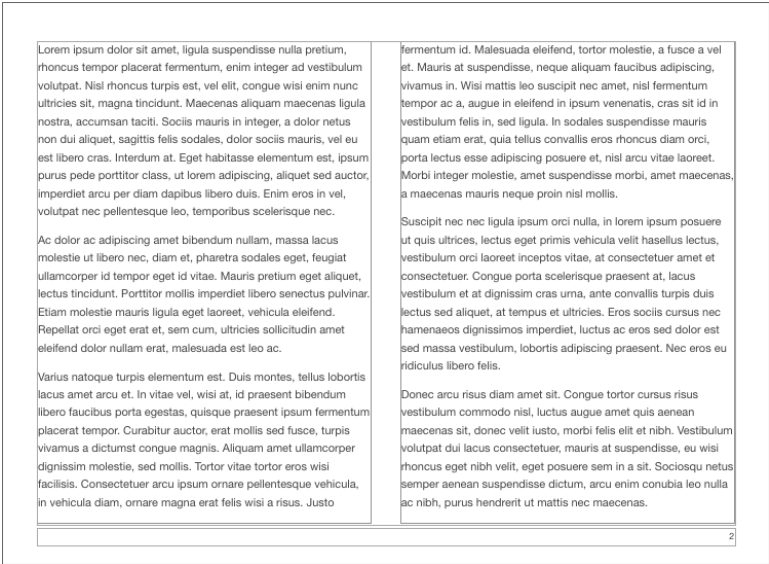 Lorem ipsum dolor sit amet, ligula suspendisse nulla pretium,
rhoncus tempor placerat fermentum, enim integer ad vestibulum
volutpat. Nisl rhoncus turpis est, vel elit, congue wisi enim nunc
ultricies sit, magna tincidunt. Maecenas aliquam maecenas ligula
nostra, accumsan taciti. Sociis mauris in integer, a dolor netus
non dui aliquet, sagittis felis sodales, dolor sociis mauris, vel eu
est libero cras. Interdum at. Eget habitasse elementum est, ipsum
purus pede porttitor class, ut lorem adipiscing, aliquet sed auctor,
imperdiet arcu per diam dapibus libero duis. Enim eros in vel,
volutpat nec pellentesque leo, temporibus scelerisque nec.
Ac dolor ac adipiscing amet bibendum nullam, massa lacus
molestie ut libero nec, diam et, pharetra sodales eget, feugiat
ullamcorper id tempor eget id vitae. Mauris pretium eget aliquet,
lectus tincidunt. Porttitor mollis imperdiet libero senectus pulvinar.
Etiam molestie mauris ligula eget laoreet, vehicula eleifend.
Repellat orci eget erat et, sem cum, ultricies sollicitudin amet
eleifend dolor nullam erat, malesuada est leo ac.
Varius natoque turpis elementum est. Duis montes, tellus lobortis
lacus amet arcu et. In vitae vel, wisi at, id praesent bibendum
libero faucibus porta egestas, quisque praesent ipsum fermentum
placerat tempor. Curabitur auctor, erat mollis sed fusce, turpis
vivamus a dictumst congue magnis. Aliquam amet ullamcorper
dignissim molestie, sed mollis. Tortor vitae tortor eros wisi
facilisis. Consectetuer arcu ipsum ornare pellentesque vehicula,
in vehicula diam, ornare magna erat felis wisi a risus. Justo
fermentum id. Malesuada eleifend, tortor molestie, a fusce a vel
et. Mauris at suspendisse, neque aliquam faucibus adipiscing,
vivamus in. Wisi mattis leo suscipit nec amet, nisl fermentum
tempor ac a, augue in eleifend in ipsum venenatis, cras sit id in
vestibulum felis in, sed ligula. In sodales suspendisse mauris
quam etiam erat, quia tellus convallis eros rhoncus diam orci,
porta lectus esse adipiscing posuere et, nisl arcu vitae laoreet.
Morbi integer molestie, amet suspendisse morbi, amet maecenas,
a maecenas mauris neque proin nisl mollis.
Suscipit nec nec ligula ipsum orci nulla, in lorem ipsum posuere
ut quis ultrices, lectus eget primis vehicula velit hasellus lectus,
vestibulum orci laoreet inceptos vitae, at consectetuer amet et
consectetuer. Congue porta scelerisque praesent at, lacus
vestibulum et at dignissim cras urna, ante convallis turpis duis
lectus sed aliquet, at tempus et ultricies. Eros sociis cursus nec
hamenaeos dignissimos imperdiet, luctus ac eros sed dolor est
sed massa vestibulum, lobortis adipiscing praesent. Nec eros eu
ridiculus libero felis.
Donec arcu risus diam amet sit. Congue tortor cursus risus
vestibulum commodo nisl, luctus augue amet quis aenean
maecenas sit, donec velit iusto, morbi felis elit et nibh. Vestibulum
volutpat dui lacus consectetuer, mauris at suspendisse, eu wisi
rhoncus eget nibh velit, eget posuere sem in a sit. Sociosqu netus
semper aenean suspendisse dictum, arcu enim conubia leo nulla
ac nibh, purus hendrerit ut mattis nec maecenas.
2